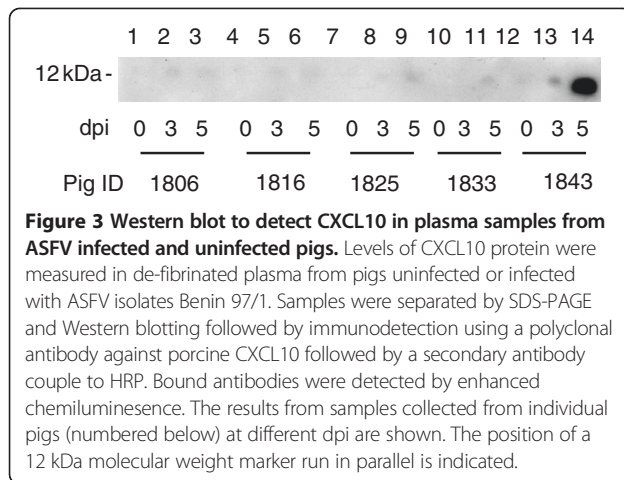 1 2 3 4 5 6 7 8 9 10 11 12 13 14
12 kDa -
dpi 0 3 5 0 3 5 0 3 5 0 3 5 0 3 5
Pig ID 1806 1816 1825 1833 1843
Figure 3 Western blot to detect CXCL10 in plasma samples from
ASFV infected and uninfected pigs. Levels of CXCL10 protein were
measured in de-fibrinated plasma from pigs uninfected or infected
with ASFV isolates Benin 97/1. Samples were separated by SDS-PAGE
and Western blotting followed by immunodetection using a polyclonal
antibody against porcine CXCL10 followed by a secondary antibody
couple to HRP. Bound antibodies were detected by enhanced
chemiluminesence. The results from samples collected from individual
pigs (numbered below) at different dpi are shown. The position of a
12 kDa molecular weight marker run in parallel is indicated.